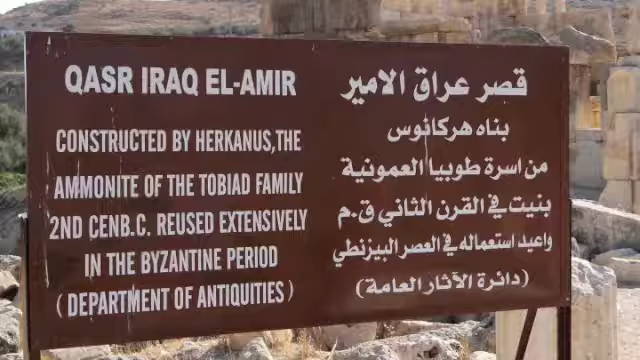 QASR IRAQ EL-AMIR
CONSTRUCTED BY HERKANUS,THE
AMMONITE OF THE TOBIAD FAMILY
2ND CENB.C. REUSED EXTENSIVELY
IN THE BYZANTINE PERIOD
(DEPARTMENT OF ANTIQUITIES)
قصر عراق الامير
بناه هركانوس
من اسرة طوبيا العمونية
بنيت في القرن الثاني ق.م
واعيد استعماله في العصر البيزنطي
(دائرة الآثار العامة)